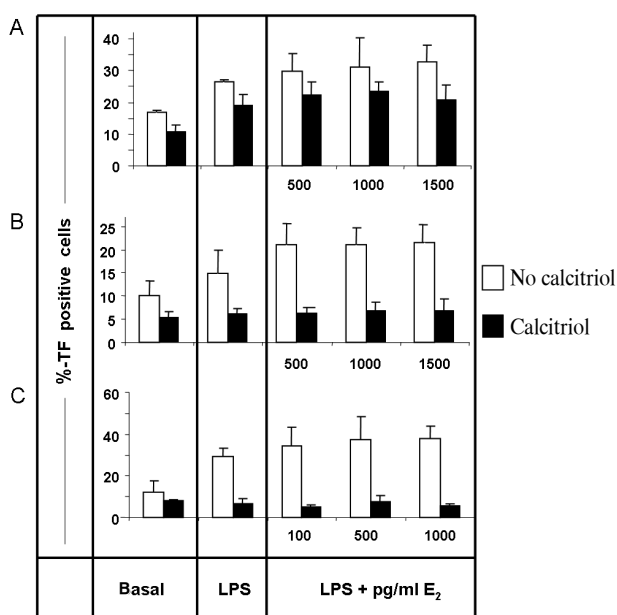 A
%-TF positive cells
40
30
20
10
0
500 1000 1500
B
25
20
15
10
5
0
500 1000 1500
No calcitriol
Calcitriol
C
60
40
20
0
100 500 1000
Basal LPS LPS + pg/ml E₂